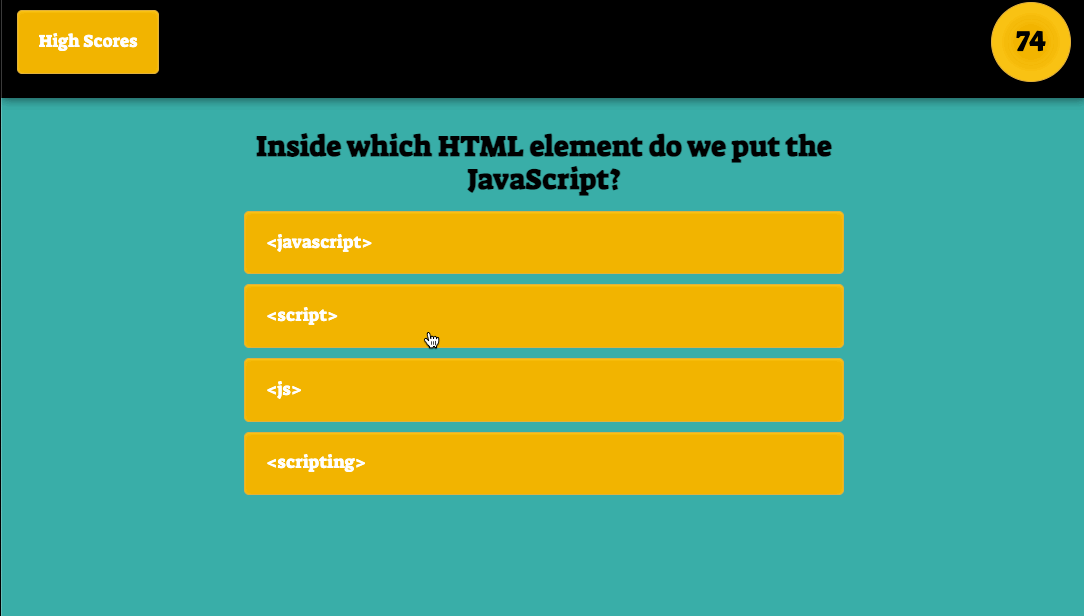 High Scores
74
Inside which HTML element do we put the
JavaScript?
<javascript>
<script>
<js>
<scripting>